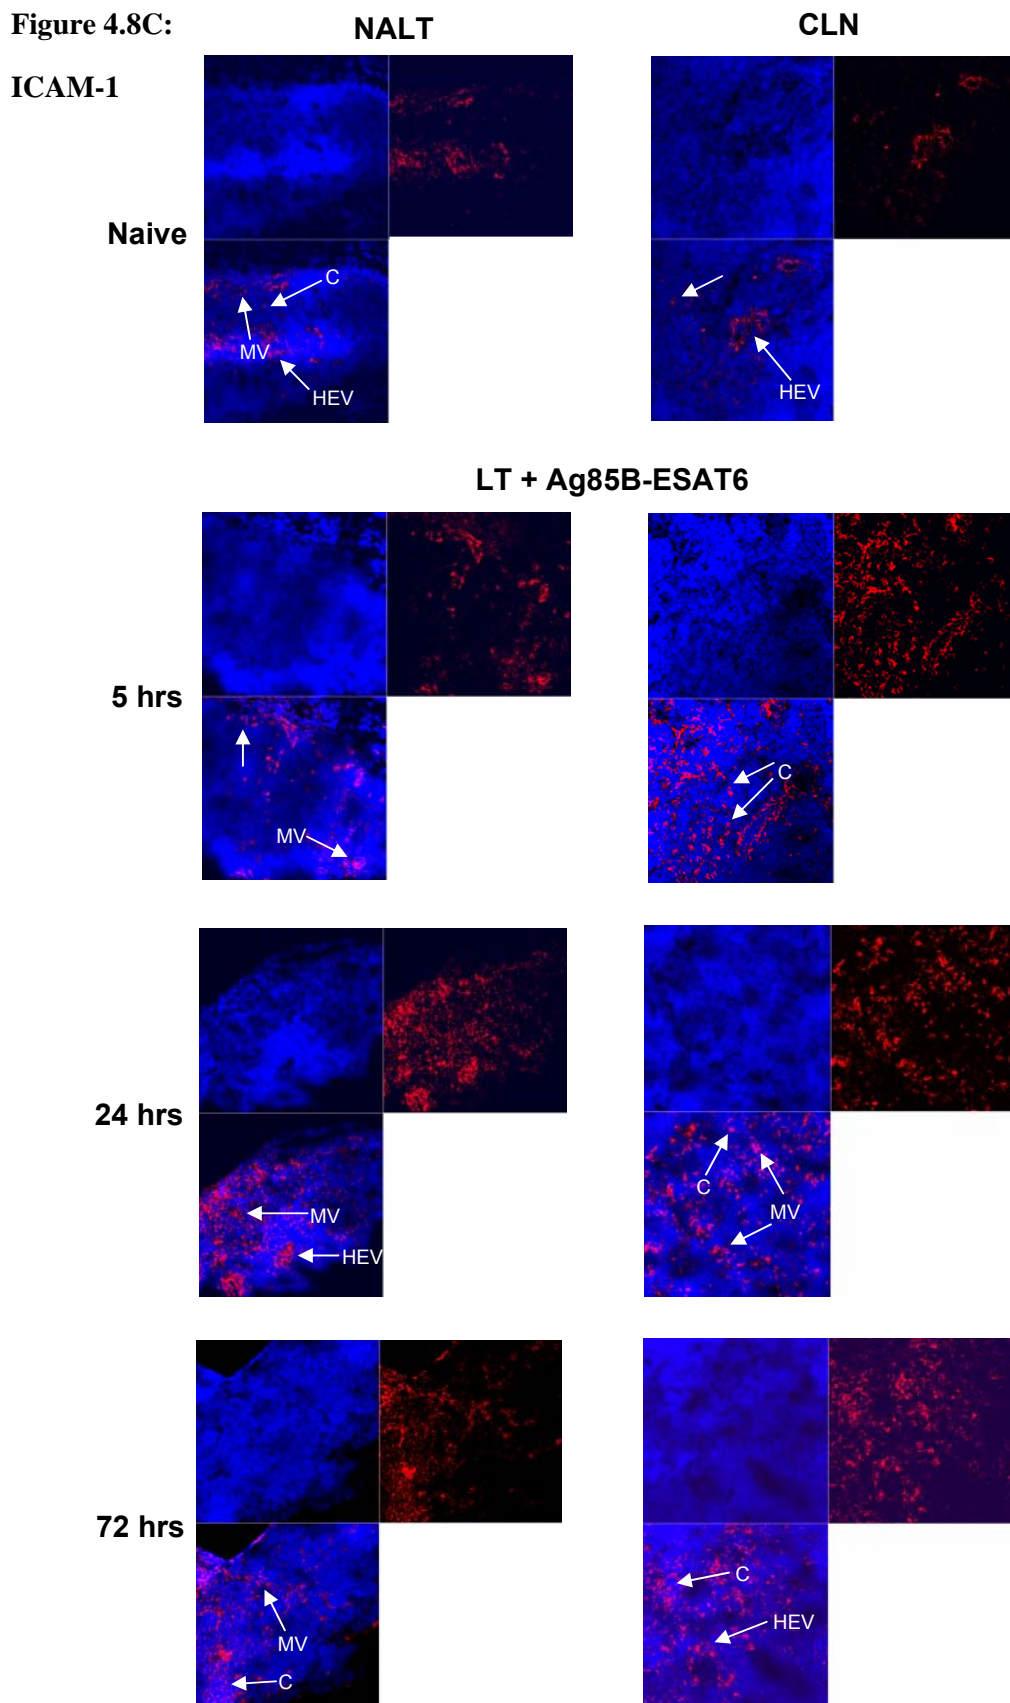 Figure 4.8C:
NALT
CLN
ICAM-1
Naive
C
MV
HEV
HEV
LT + Ag85B-ESAT6
5 hrs
MV
C
24 hrs
MV
HEV
C
MV
72 hrs
MV
C
C
HEV